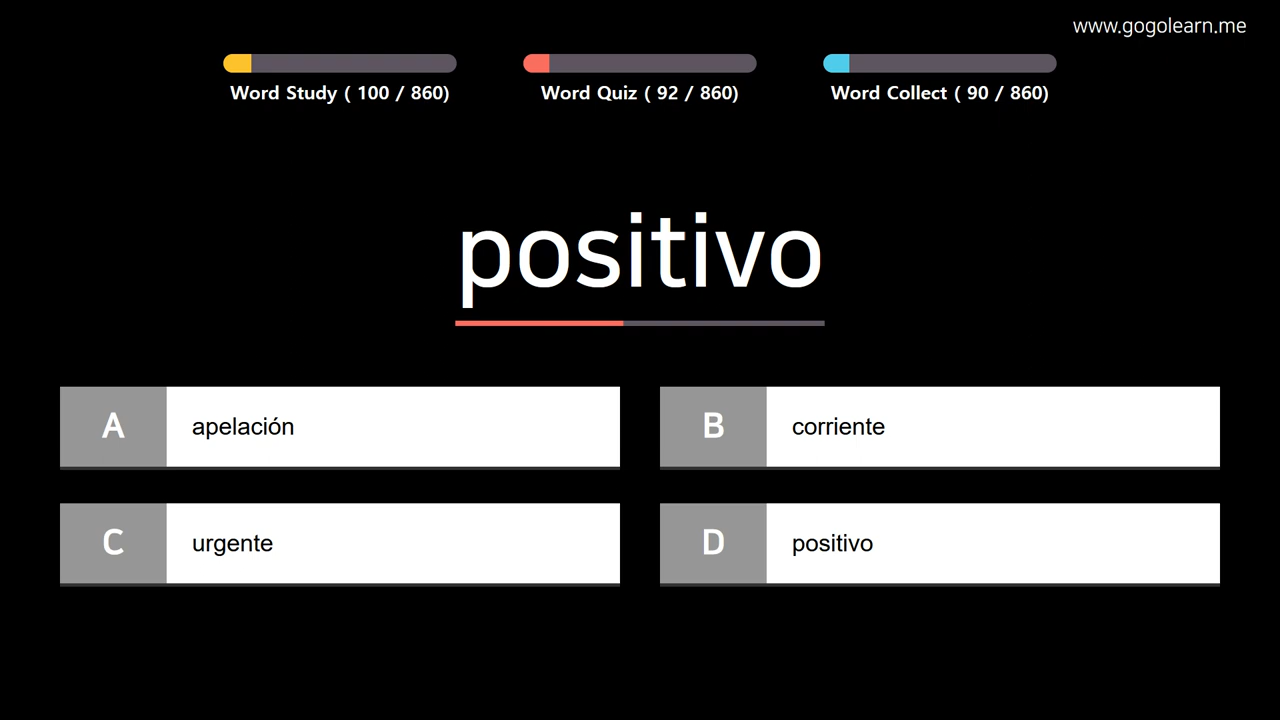 www.gogolearn.me
Word Study ( 100 / 860)
Word Quiz ( 92 / 860)
Word Collect ( 90 / 860)
positivo
A apelación
B corriente
C urgente
D positivo